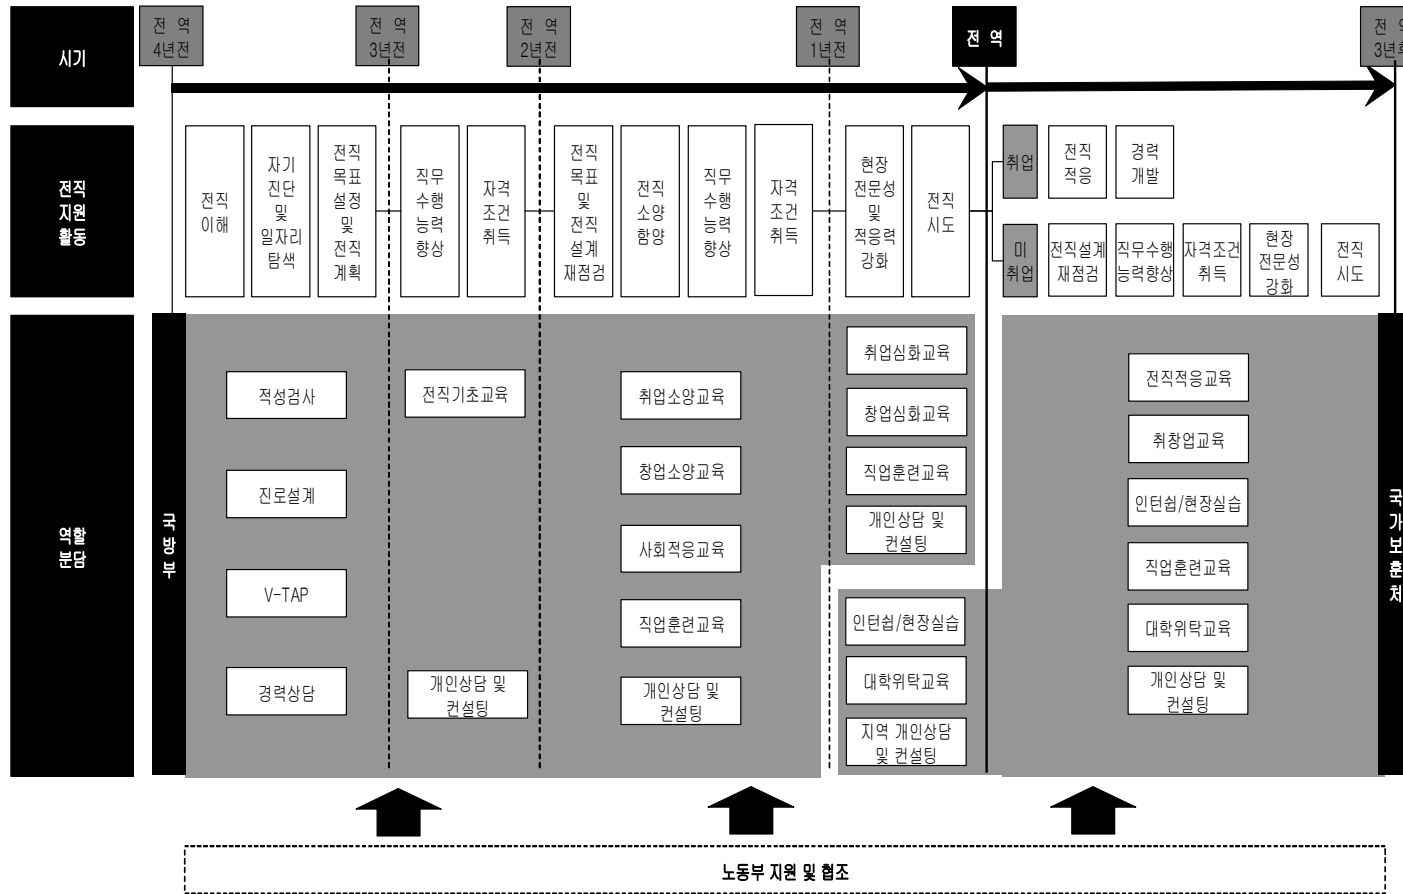 시기
전 역
4년전
전 역
3년전
전 역
2년전
전 역
1년전
전 역
전 역
3년후
전직
지원
활동
전직
이해
자기
진단
및
일자리
탐색
전직
목표
설정
및
전직
계획
직무
수행
능력
향상
자격
조건
취득
전직
목표
및
전직
설계
재점검
전직
소양
함양
직무
수행
능력
향상
자격
조건
취득
현장
전문성
및
적응력
강화
전직
시도
취업
전직
적응
경력
개발
미
취업
전직설계
재점검
직무수행
능력향상
자격조건
취득
현장
전문성
강화
전직
시도
역할
분담
국
방
부
적성검사
진로설계
V-TAP
경력상담
전직기초교육
개인상담 및
컨설팅
취업소양교육
창업소양교육
사회적응교육
직업훈련교육
개인상담 및
컨설팅
취업심화교육
창업심화교육
직업훈련교육
개인상담 및
컨설팅
인턴쉽/현장실습
대학위탁교육
지역 개인상담
및 컨설팅
전직적응교육
취창업교육
인턴쉽/현장실습
직업훈련교육
대학위탁교육
개인상담 및
컨설팅
국
가
보
훈
처
노동부 지원 및 협조